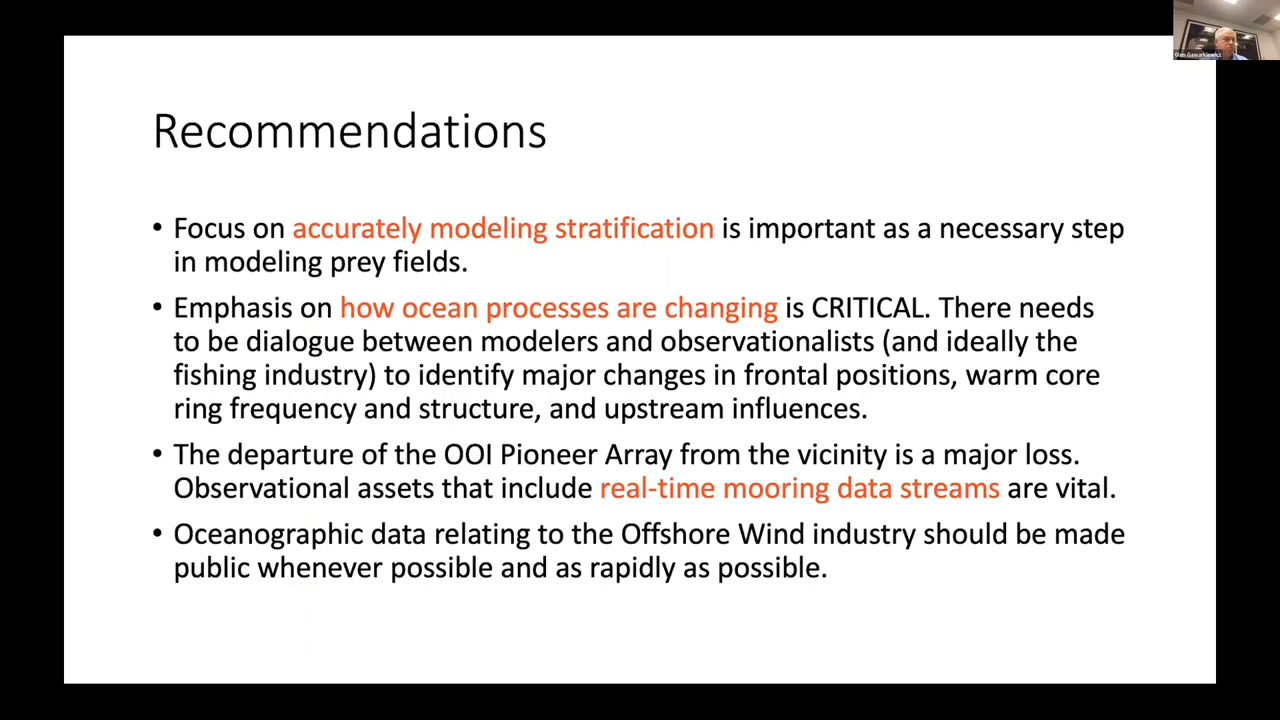 Glen Gawarkiewicz
Recommendations
• Focus on accurately modeling stratification is important as a necessary step
in modeling prey fields.
• Emphasis on how ocean processes are changing is CRITICAL. There needs
to be dialogue between modelers and observationalists (and ideally the
fishing industry) to identify major changes in frontal positions, warm core
ring frequency and structure, and upstream influences.
• The departure of the OOI Pioneer Array from the vicinity is a major loss.
Observational assets that include real-time mooring data streams are vital.
• Oceanographic data relating to the Offshore Wind industry should be made
public whenever possible and as rapidly as possible.